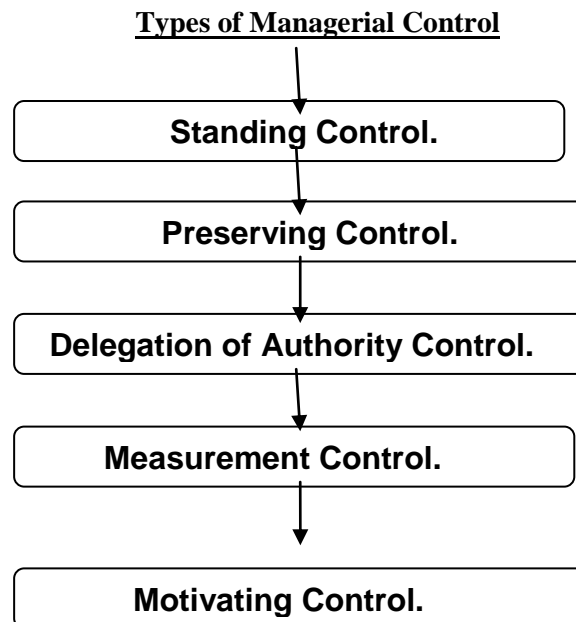 Types of Managerial Control
Standing Control.
Preserving Control.
Delegation of Authority Control.
Measurement Control.
Motivating Control.